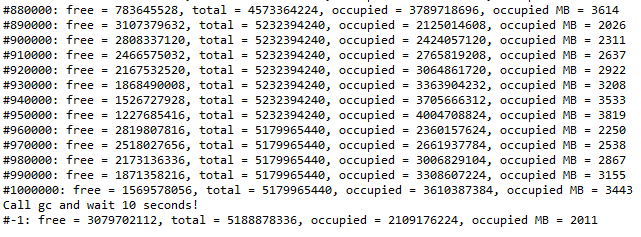 #880000: free = 783645528, total = 4573364224, occupied = 3789718696, occupied MB = 3614
#890000: free = 3107379632, total = 5232394240, occupied = 2125014608, occupied MB = 2026
#900000: free = 2808337120, total = 5232394240, occupied = 2424057120, occupied MB = 2311
#910000: free = 2466575032, total = 5232394240, occupied = 2765819208, occupied MB = 2637
#920000: free = 2167532520, total = 5232394240, occupied = 3064861720, occupied MB = 2922
#930000: free = 1868490008, total = 5232394240, occupied = 3363904232, occupied MB = 3208
#940000: free = 1526727928, total = 5232394240, occupied = 3705666312, occupied MB = 3533
#950000: free = 1227685416, total = 5232394240, occupied = 4004708824, occupied MB = 3819
#960000: free = 2819807816, total = 5179965440, occupied = 2360157624, occupied MB = 2250
#970000: free = 2518027656, total = 5179965440, occupied = 2661937784, occupied MB = 2538
#980000: free = 2173136336, total = 5179965440, occupied = 3006829104, occupied MB = 2867
#990000: free = 1871358216, total = 5179965440, occupied = 3308607224, occupied MB = 3155
#1000000: free = 1569578056, total = 5179965440, occupied = 3610387384, occupied MB = 3443
Call gc and wait 10 seconds!
#-1: free = 3079702112, total = 5188878336, occupied = 2109176224, occupied MB = 2011